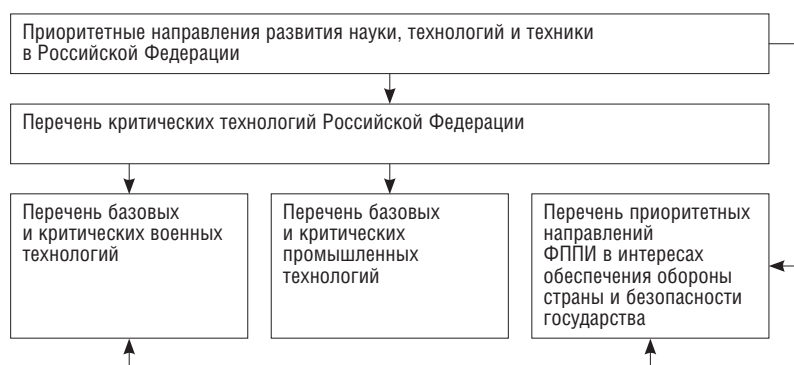 Приоритетные направления развития науки, технологий и техники
в Российской Федерации
Перечень критических технологий Российской Федерации
Перечень базовых
и критических военных
технологий
Перечень базовых
и критических
промышленных
технологий
Перечень приоритетных
направлений
ФППИ в интересах
обеспечения обороны
страны и безопасности
государства